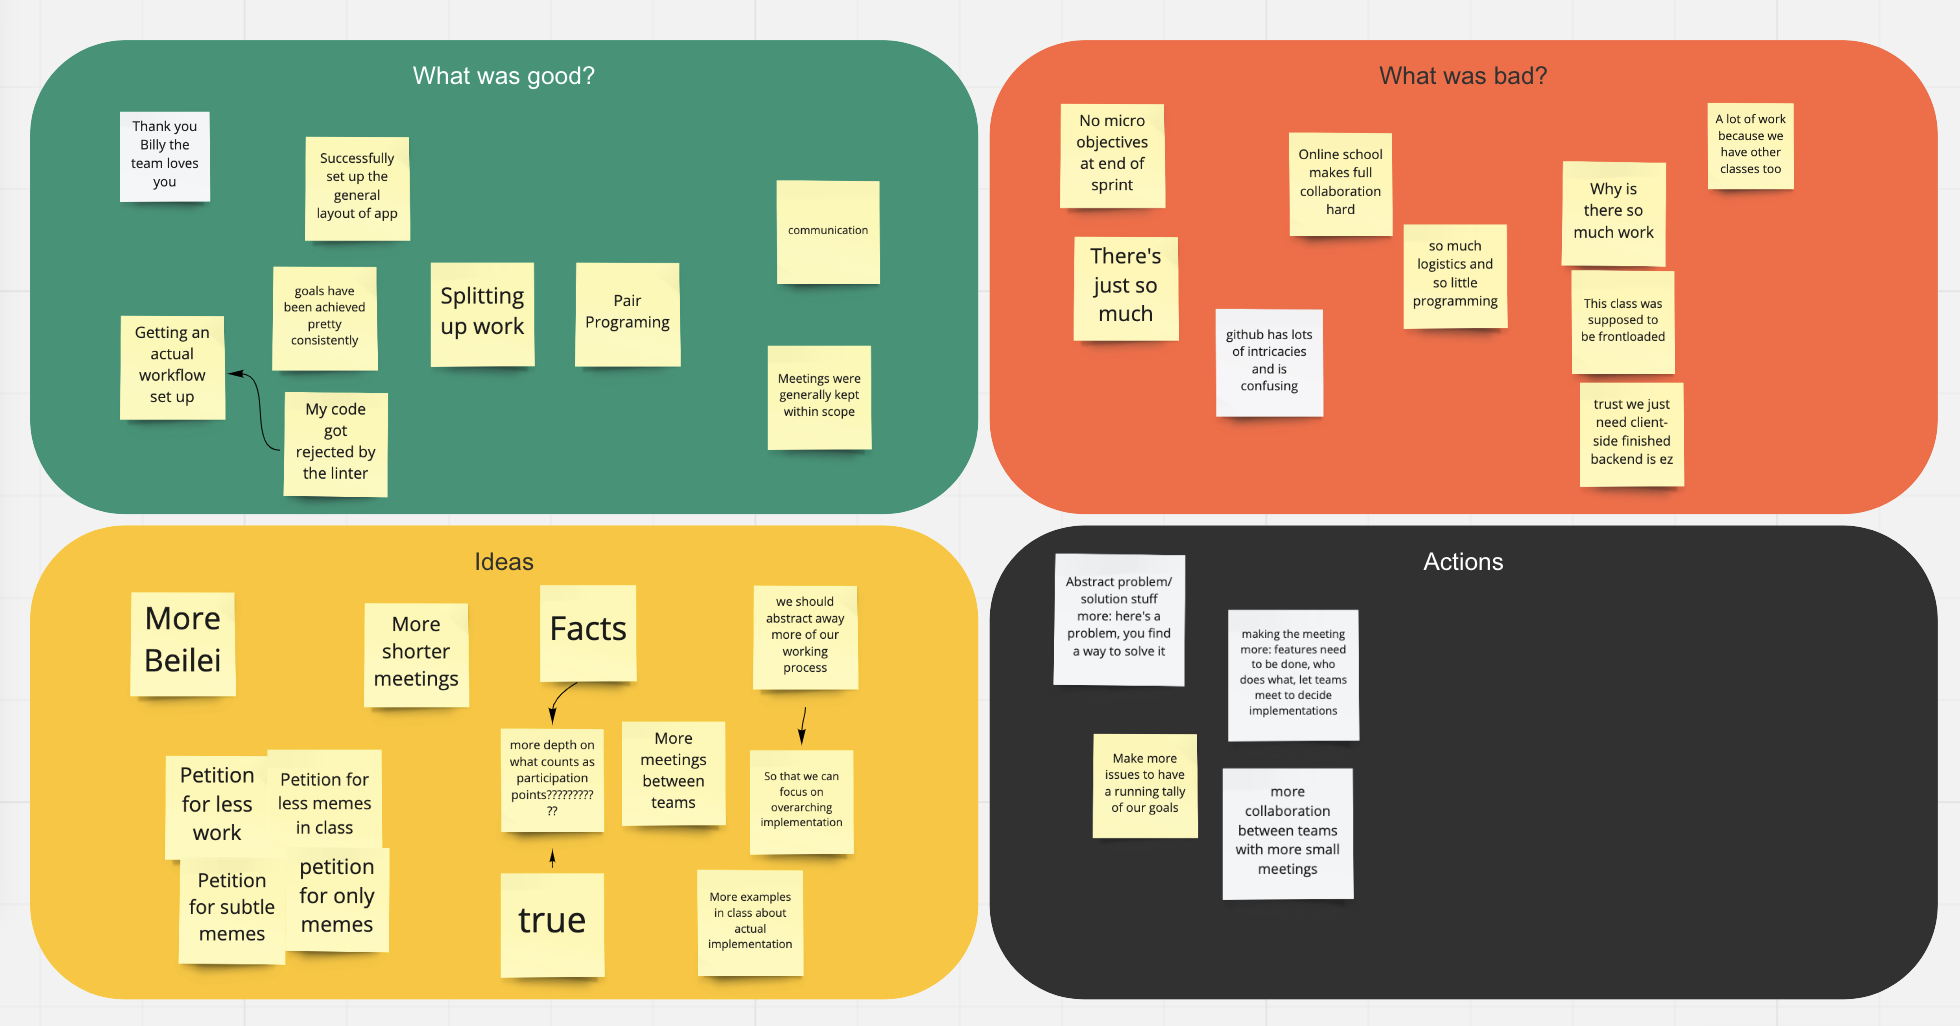 What was good?
Thank you
Billy the
team loves
you
Successfully
set up the
general
layout of app
communication
goals have
been achieved
pretty
consistently
Splitting
up work
Pair
Programing
Getting an
actual
workflow
set up
My code
got
rejected by
the linter
Meetings were
generally kept
within scope
What was bad?
No micro
objectives
at end of
sprint
Online school
makes full
collaboration
hard
A lot of work
because we
have other
classes too
Why is
there so
much work
There's
just so
much
so much
logistics and
so little
programming
github has lots
of intricacies
and is
confusing
This class was
supposed to
be frontloaded
trust we just
need client-
side finished
backend is ez
Ideas
More
Beilei
More
shorter
meetings
Facts
we should
abstract away
more of our
working
process
more depth on
what counts as
participation
points?????????
??
More
meetings
between
teams
So that we can
focus on
overarching
implementation
Petition
for less
work
Petition for
less memes
in class
Petition
for subtle
memes
petition
for only
memes
true
More examples
in class about
actual
implementation
Actions
Abstract problem/
solution stuff
more: here's a
problem, you find
a way to solve it
making the meeting
more: features need
to be done, who
does what, let teams
meet to decide
implementations
Make more
issues to have
a running tally
of our goals
more
collaboration
between teams
with more small
meetings